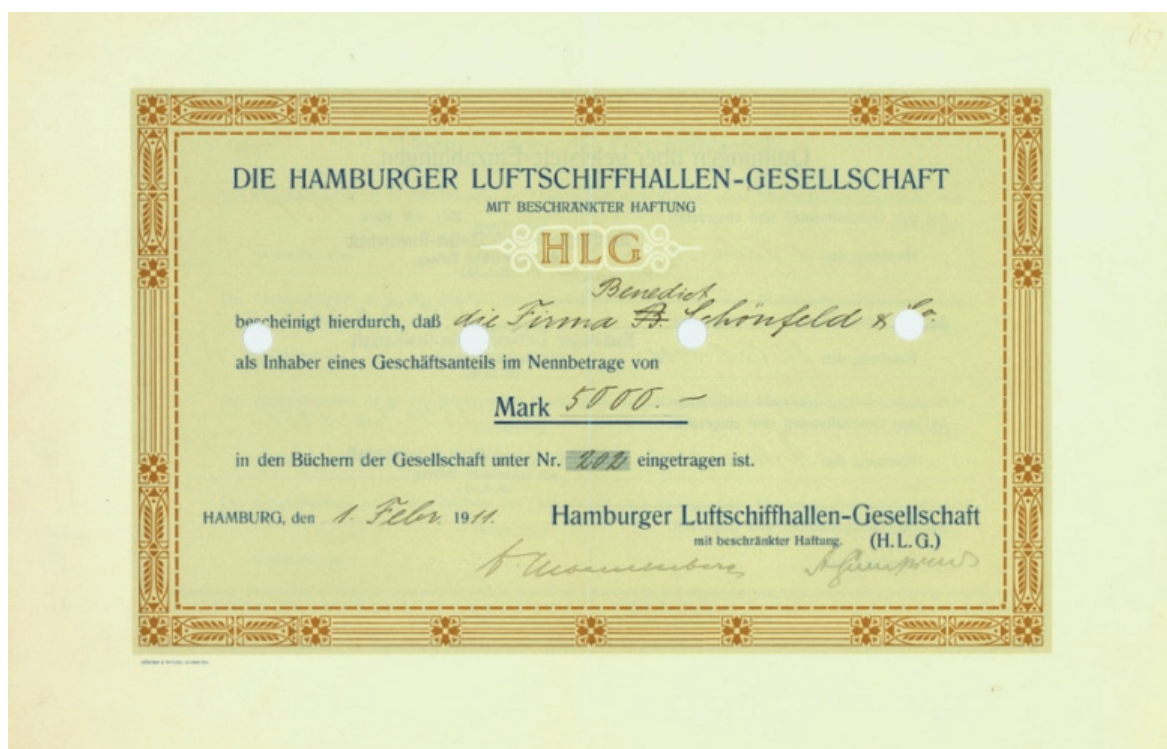 DIE HAMBURGER LUFTSCHIFFHALLEN-GESELLSCHAFT
MIT BESCHRÄNKTER HAFTUNG
HLG
Benedict
bescheinigt hierdurch, daß die Firma B. Schönfeld & Co.
als Inhaber eines Geschäftsanteils im Nennbetrage von
Mark 5000.—
in den Büchern der Gesellschaft unter Nr. 202 eingetragen ist.
HAMBURG, den 1. Febr. 1911. Hamburger Luftschiffhallen-Gesellschaft
mit beschränkter Haftung. (H. L. G.)